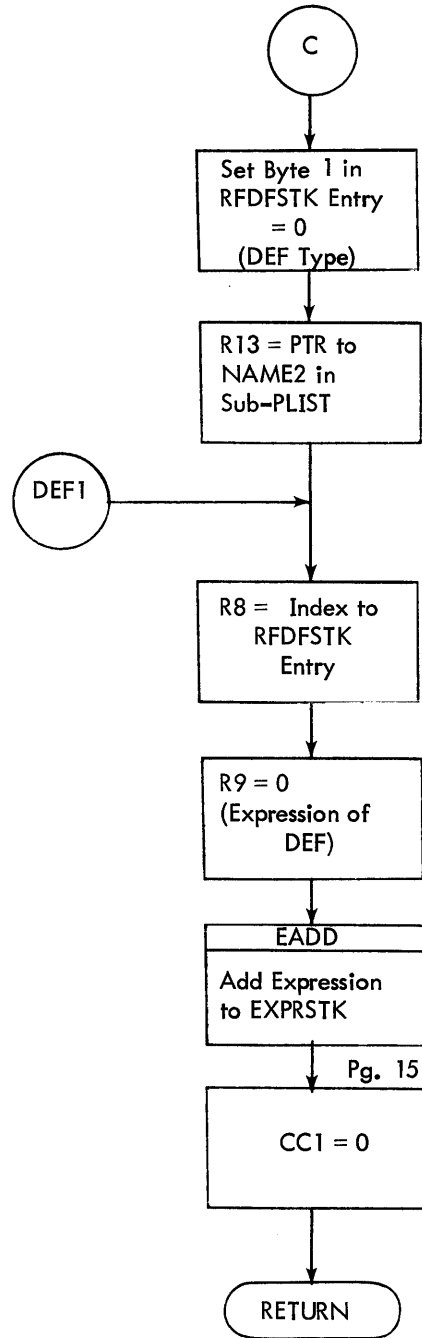 C
Set Byte 1 in
RFDFSTK Entry
= 0
(DEF Type)
R13 = PTR to
NAME2 in
Sub-PLIST
DEF1
R8 = Index to
RFDFSTK
Entry
R9 = 0
(Expression of
DEF)
EADD
Add Expression
to EXPRSTK
Pg. 15
CC1 = 0
RETURN